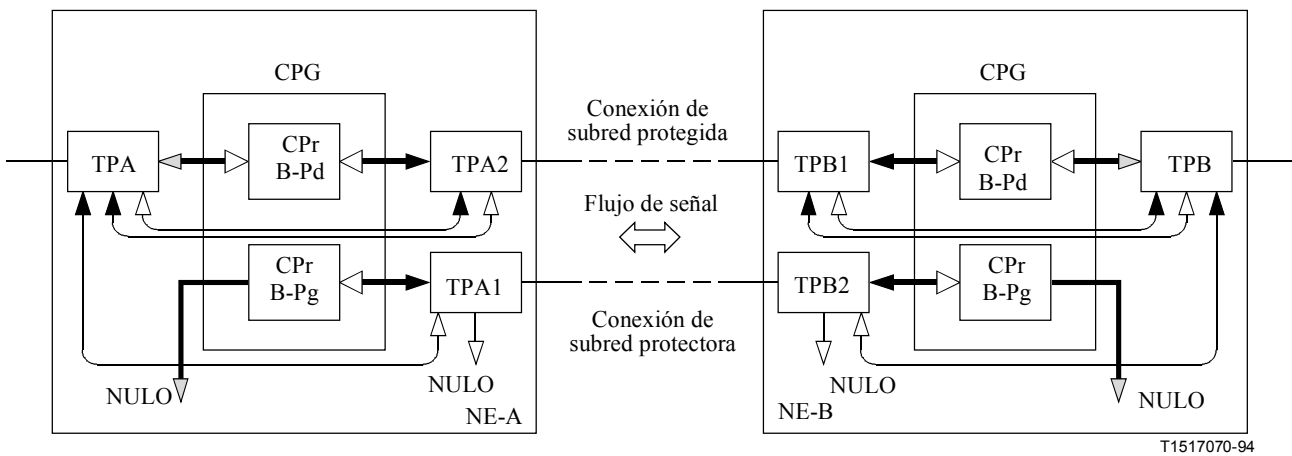 CPG
CPr
B-Pd
TPA
TPA2
CPr
B-Pg
TPA1
NULO
NULO
NE-A
Conexión de
subred protegida
Flujo de señal
Conexión de
subred protectora
CPG
TPB1
CPr
B-Pd
TPB
TPB2
CPr
B-Pg
NULO
NULO
NE-B
T1517070-94